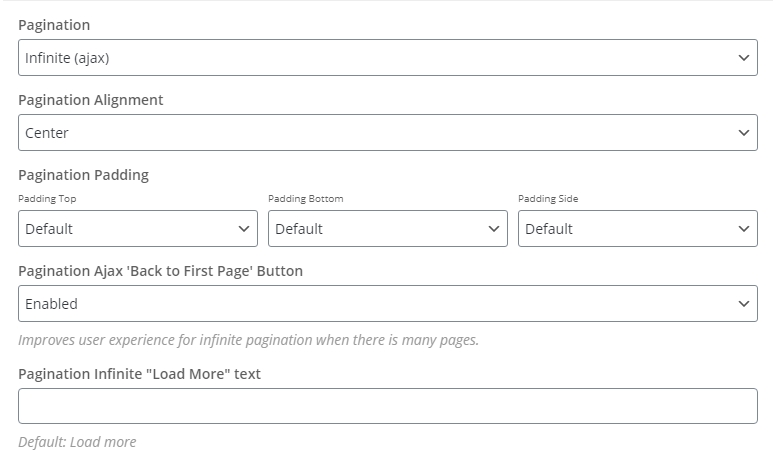 Pagination
Infinite (ajax)
Pagination Alignment
Center
Pagination Padding
Padding Top Padding Bottom Padding Side
Default Default Default
Pagination Ajax 'Back to First Page' Button
Enabled
Improves user experience for infinite pagination when there is many pages.
Pagination Infinite "Load More" text
Default: Load more